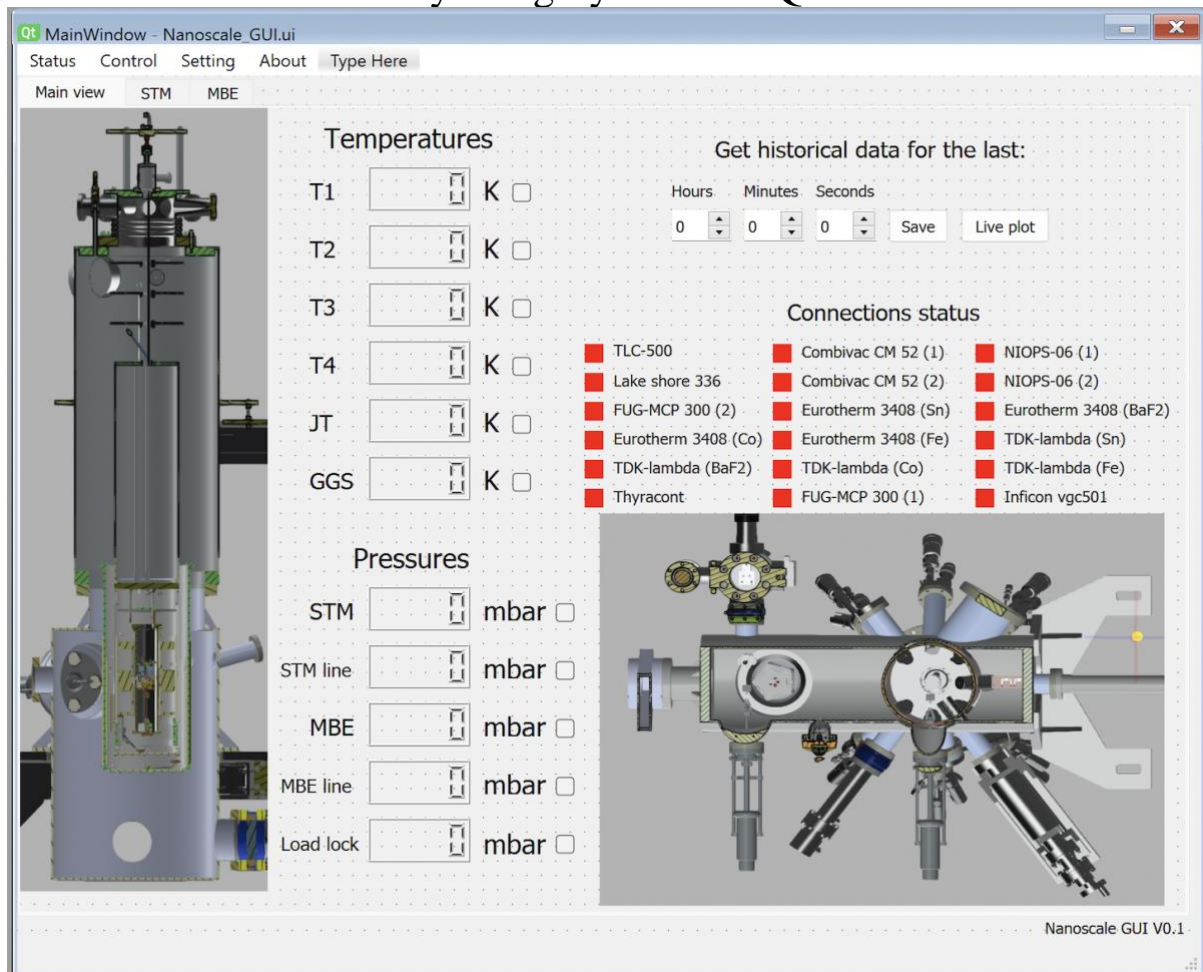 MainWindow - Nanoscale_GUI.ui
Status Control Setting About Type Here
Main view STM MBE
Temperatures
T1 0 K
T2 0 K
T3 0 K
T4 0 K
JT 0 K
GGS 0 K
Pressures
STM 0 mbar
STM line 0 mbar
MBE 0 mbar
MBE line 0 mbar
Load lock 0 mbar
Get historical data for the last:
Hours Minutes Seconds
0 0 0 Save Live plot
Connections status
TLC-500 Combivac CM 52 (1) NIOPS-06 (1)
Lake shore 336 Combivac CM 52 (2) NIOPS-06 (2)
FUG-MCP 300 (2) Eurotherm 3408 (Sn) Eurotherm 3408 (BaF2)
Eurotherm 3408 (Co) Eurotherm 3408 (Fe) TDK-lambda (Sn)
TDK-lambda (BaF2) TDK-lambda (Co) TDK-lambda (Fe)
Thyracont FUG-MCP 300 (1) Inficon vgc501
Nanoscale GUI V0.1